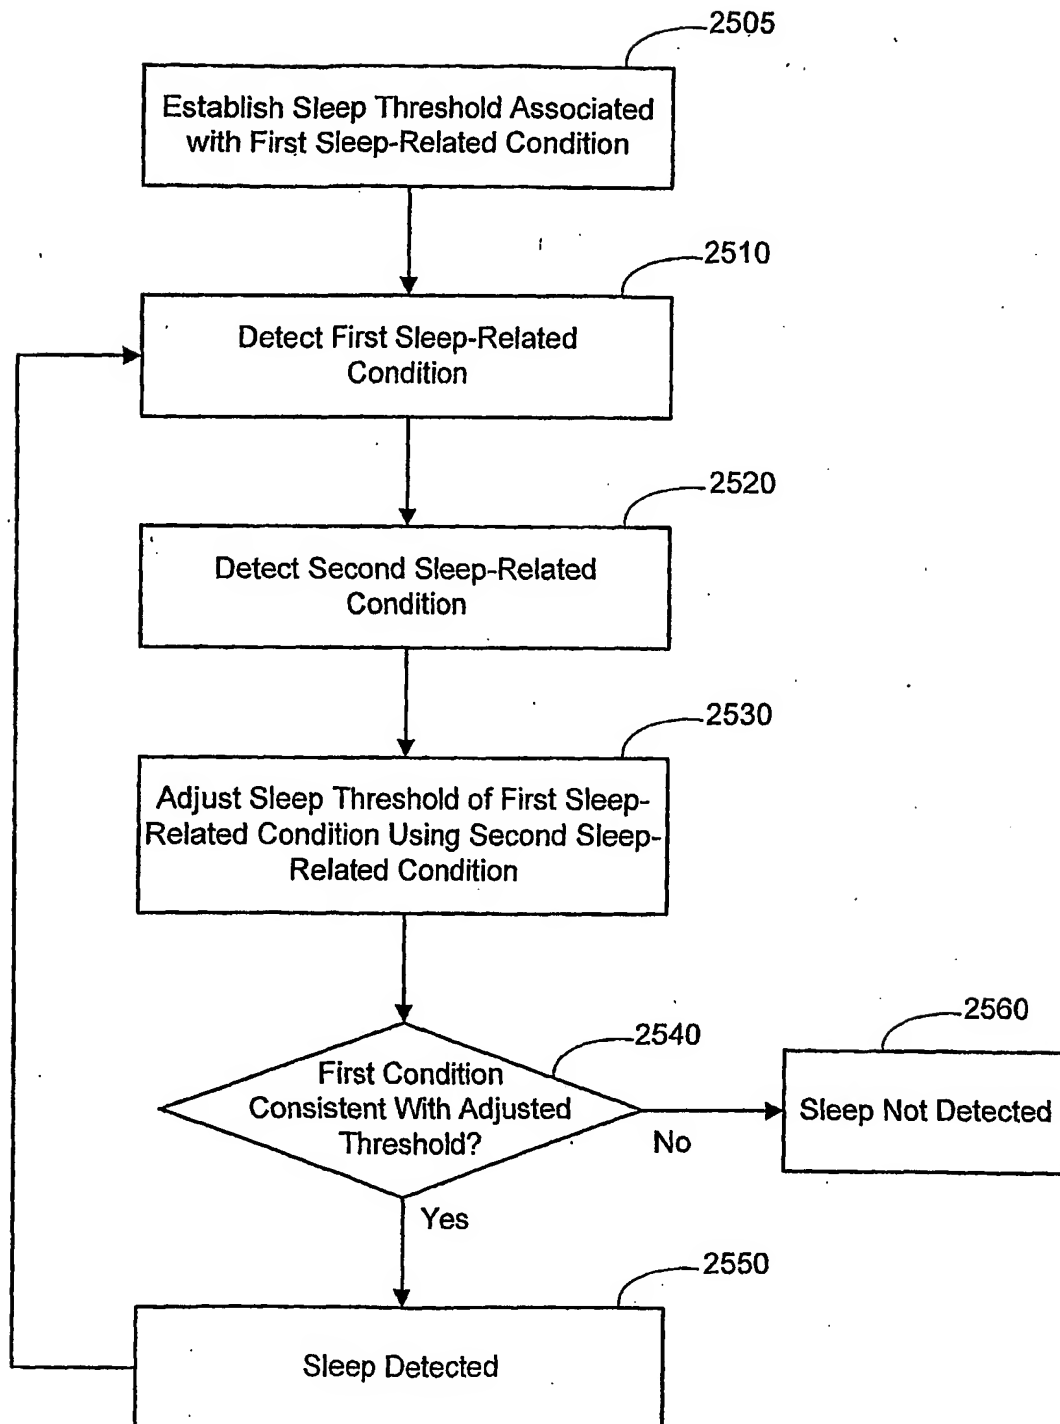 2505
Establish Sleep Threshold Associated
with First Sleep-Related Condition
2510
Detect First Sleep-Related
Condition
2520
Detect Second Sleep-Related
Condition
2530
Adjust Sleep Threshold of First Sleep-
Related Condition Using Second Sleep-
Related Condition
2540
First Condition
Consistent With Adjusted
Threshold?
2560
Sleep Not Detected
No
Yes
2550
Sleep Detected